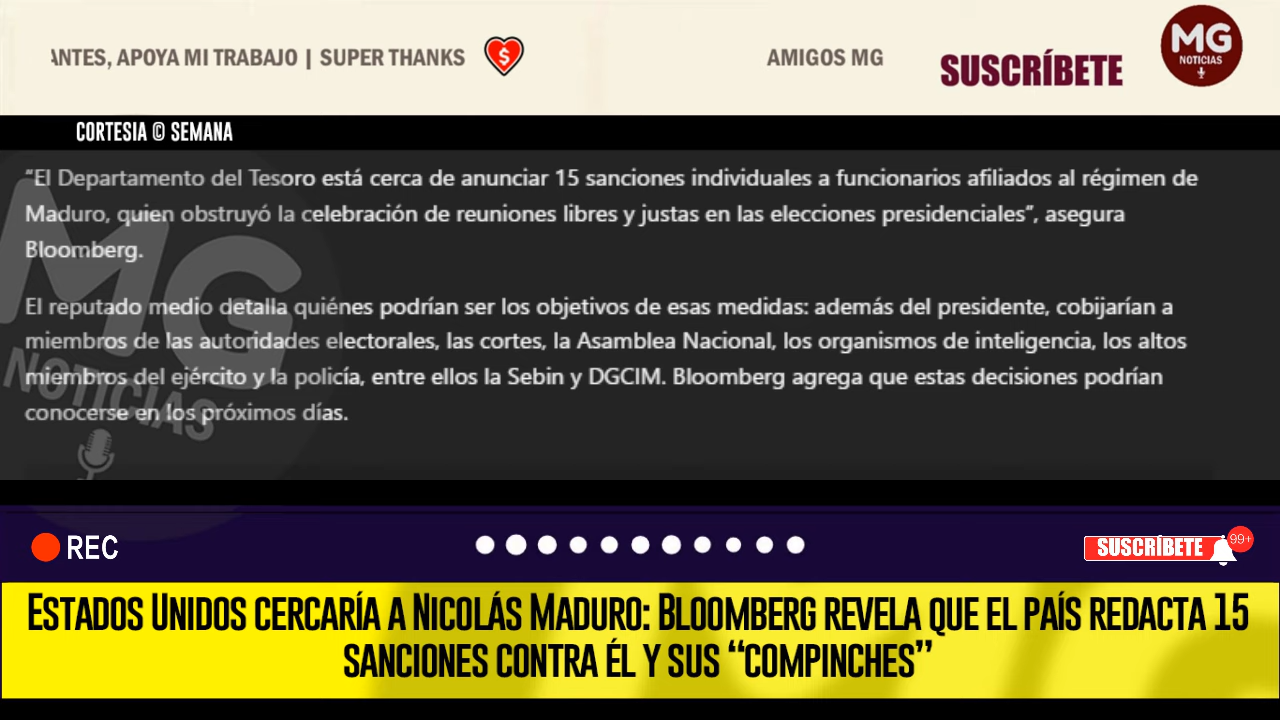 ANTES, APOYA MI TRABAJO | SUPER THANKS
AMIGOS MG
SUSCRÍBETE
MG
NOTICIAS
CORTESIA © SEMANA
“El Departamento del Tesoro está cerca de anunciar 15 sanciones individuales a funcionarios afiliados al régimen de
Maduro, quien obstruyó la celebración de reuniones libres y justas en las elecciones presidenciales”, asegura
Bloomberg.
El reputado medio detalla quiénes podrían ser los objetivos de esas medidas: además del presidente, cobijarían a
miembros de las autoridades electorales, las cortes, la Asamblea Nacional, los organismos de inteligencia, los altos
miembros del ejército y la policía, entre ellos la Sebin y DGCIM. Bloomberg agrega que estas decisiones podrían
conocerse en los próximos días.
MG
NOTICIAS
REC
SUSCRÍBETE
99+
ESTADOS UNIDOS CERCARÍA A NICOLÁS MADURO: BLOOMBERG REVELA QUE EL PAÍS REDACTA 15
SANCIONES CONTRA ÉL Y SUS “COMPINCHES”